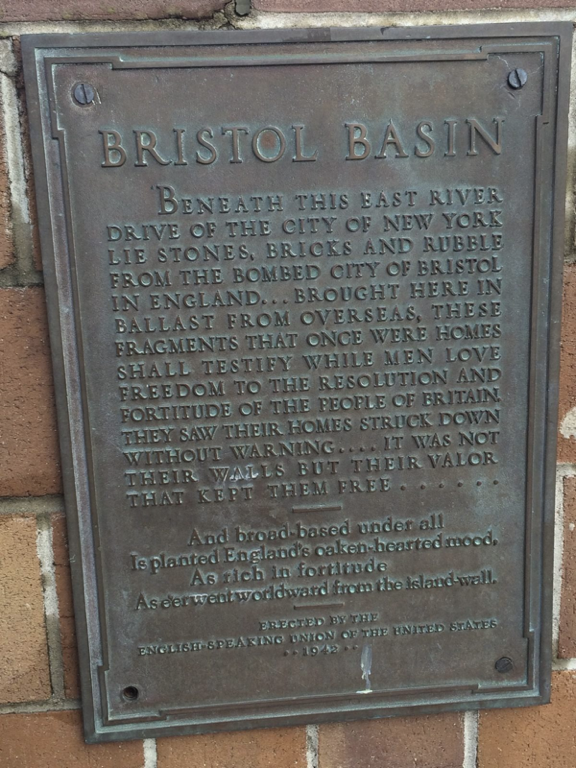 BRISTOL BASIN
BENEATH THIS EAST RIVER
DRIVE OF THE CITY OF NEW YORK
LIE STONES, BRICKS AND RUBBLE
FROM THE BOMBED CITY OF BRISTOL
IN ENGLAND... BROUGHT HERE IN
BALLAST FROM OVERSEAS, THESE
FRAGMENTS THAT ONCE WERE HOMES
SHALL TESTIFY WHILE MEN LOVE
FREEDOM TO THE RESOLUTION AND
FORTITUDE OF THE PEOPLE OF BRITAIN.
THEY SAW THEIR HOMES STRUCK DOWN
WITHOUT WARNING.... IT WAS NOT
THEIR WALLS BUT THEIR VALOR
THAT KEPT THEM FREE . . . . . . .
And broad-based under all
Is planted England's oaken-hearted mood,
As rich in fortitude
As e'er went worldward from the island-wall.
ERECTED BY THE
ENGLISH-SPEAKING UNION OF THE UNITED STATES
··1942··